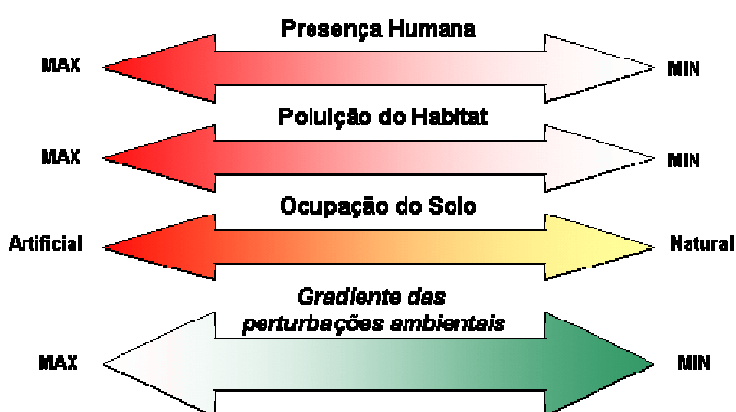 Presença Humana
MAX MIN
Poluição do Habitat
MAX MIN
Ocupação do Solo
Artificial Natural
Gradiente das
perturbações ambientais
MAX MIN